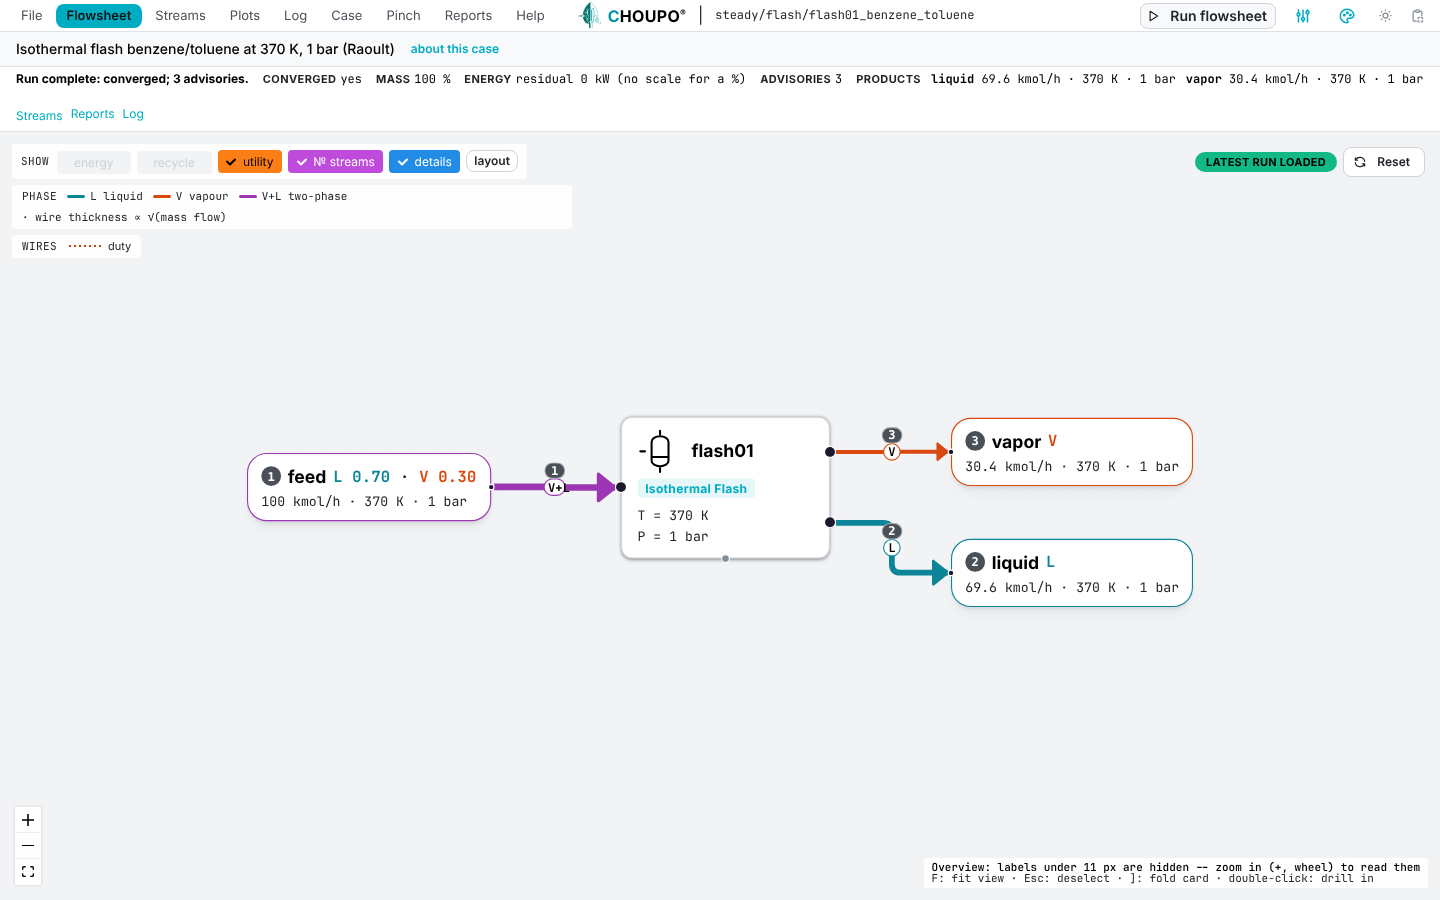 File Flowsheet Streams Plots Log Case Pinch Reports Help CHOUPO® steady/flash/flash01_benzene_toluene Run flowsheet
Isothermal flash benzene/toluene at 370 K, 1 bar (Raoult) about this case
Run complete: converged; 3 advisories. CONVERGED yes MASS 100 % ENERGY residual 0 kW (no scale for a %) ADVISORIES 3 PRODUCTS liquid 69.6 kmol/h · 370 K · 1 bar vapor 30.4 kmol/h · 370 K · 1 bar
Streams Reports Log
SHOW energy recycle utility № streams details layout LATEST RUN LOADED Reset
PHASE L liquid V vapour V+L two-phase
· wire thickness ∝ √(mass flow)
WIRES duty
1 feed L 0.70 · V 0.30
100 kmol/h · 370 K · 1 bar
1
V+L
flash01
Isothermal Flash
T = 370 K
P = 1 bar
3
V
3 vapor V
30.4 kmol/h · 370 K · 1 bar
2
L
2 liquid L
69.6 kmol/h · 370 K · 1 bar
Overview: labels under 11 px are hidden -- zoom in (+, wheel) to read them
F: fit view · Esc: deselect · ]: fold card · double-click: drill in